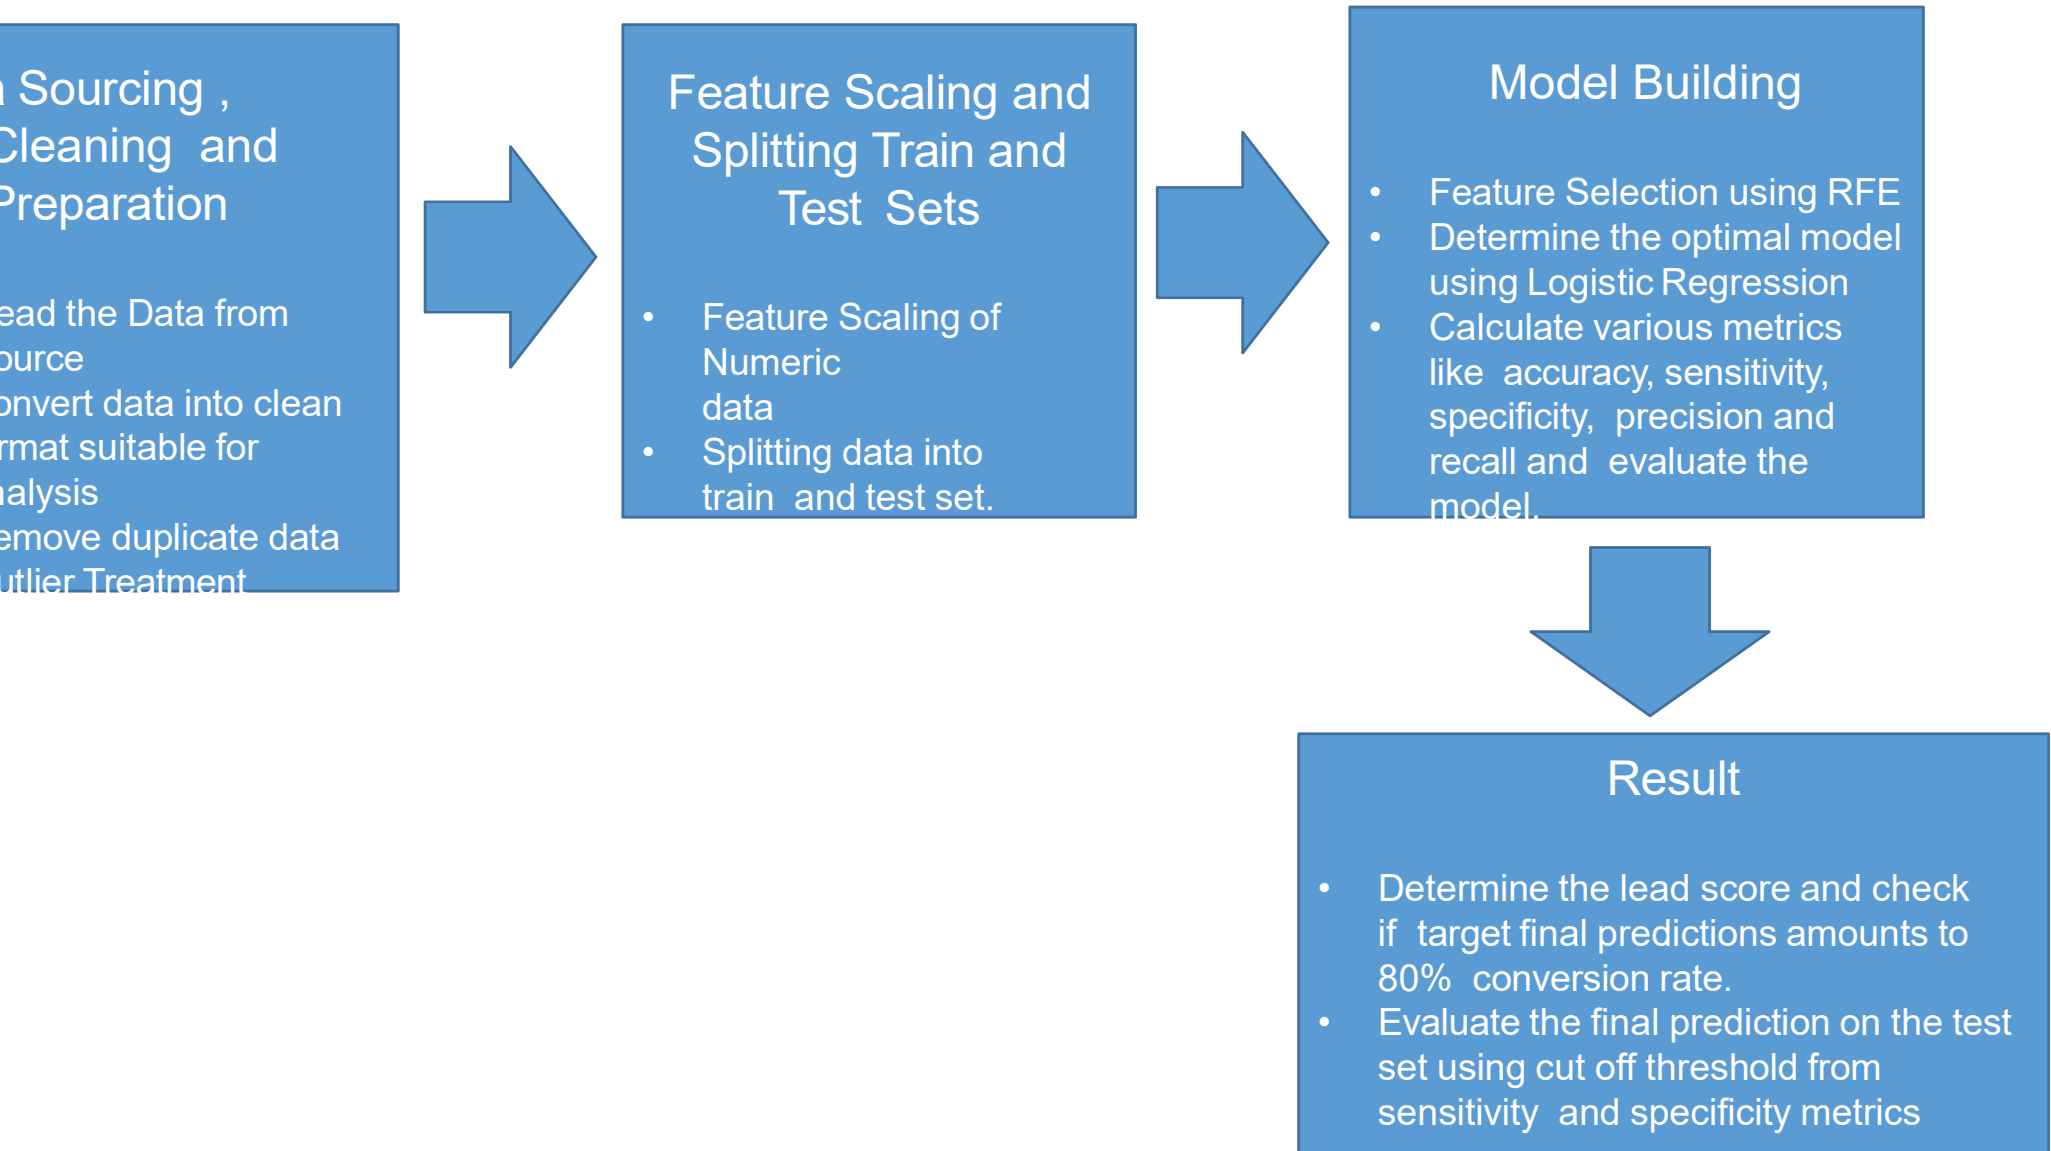 Sourcing ,
Cleaning and
Preparation
ead the Data from
ource
onvert data into clean
rmat suitable for
nalysis
emove duplicate data
utlier Treatment
Feature Scaling and
Splitting Train and
Test Sets
• Feature Scaling of
Numeric
data
• Splitting data into
train and test set.
Model Building
• Feature Selection using RFE
• Determine the optimal model
using Logistic Regression
• Calculate various metrics
like accuracy, sensitivity,
specificity, precision and
recall and evaluate the
model.
Result
• Determine the lead score and check
if target final predictions amounts to
80% conversion rate.
• Evaluate the final prediction on the test
set using cut off threshold from
sensitivity and specificity metrics